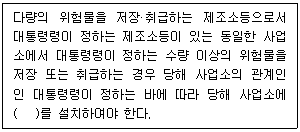 다량의 위험물을 저장·취급하는 제조소등으로서
대통령령이 정하는 제조소등이 있는 동일한 사업
소에서 대통령령이 정하는 수량 이상의 위험물을
저장 또는 취급하는 경우 당해 사업소의 관계인
인 대통령령이 정하는 바에 따라 당해 사업소에
(   )를 설치하여야 한다.